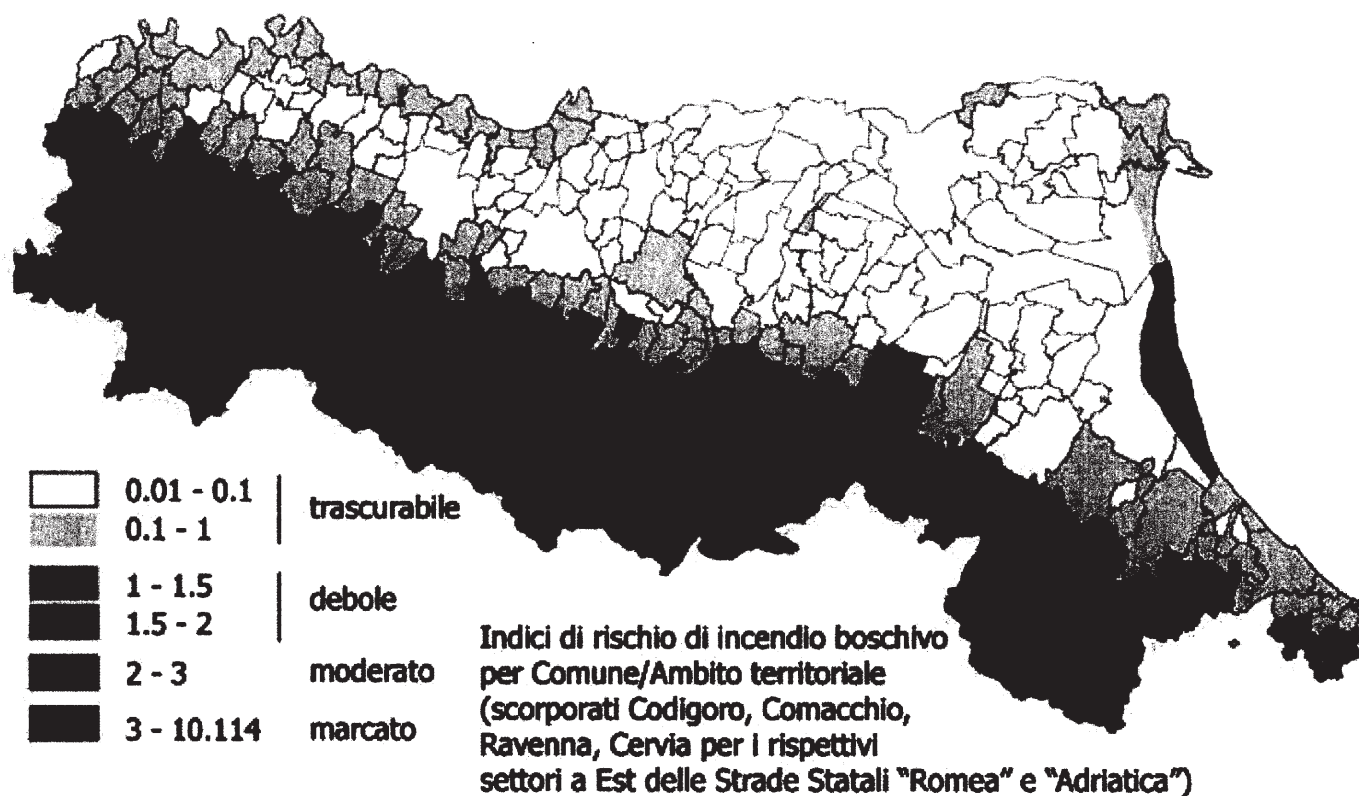 0.01 - 0.1
0.1 - 1
trascurabile
1 - 1.5
1.5 - 2
debole
2 - 3 moderato
3 - 10.114 marcato
Indici di rischio di incendio boschivo
per Comune/Ambito territoriale
(scorporati Codigoro, Comacchio,
Ravenna, Cervia per i rispettivi
settori a Est delle Strade Statali "Romea" e "Adriatica")